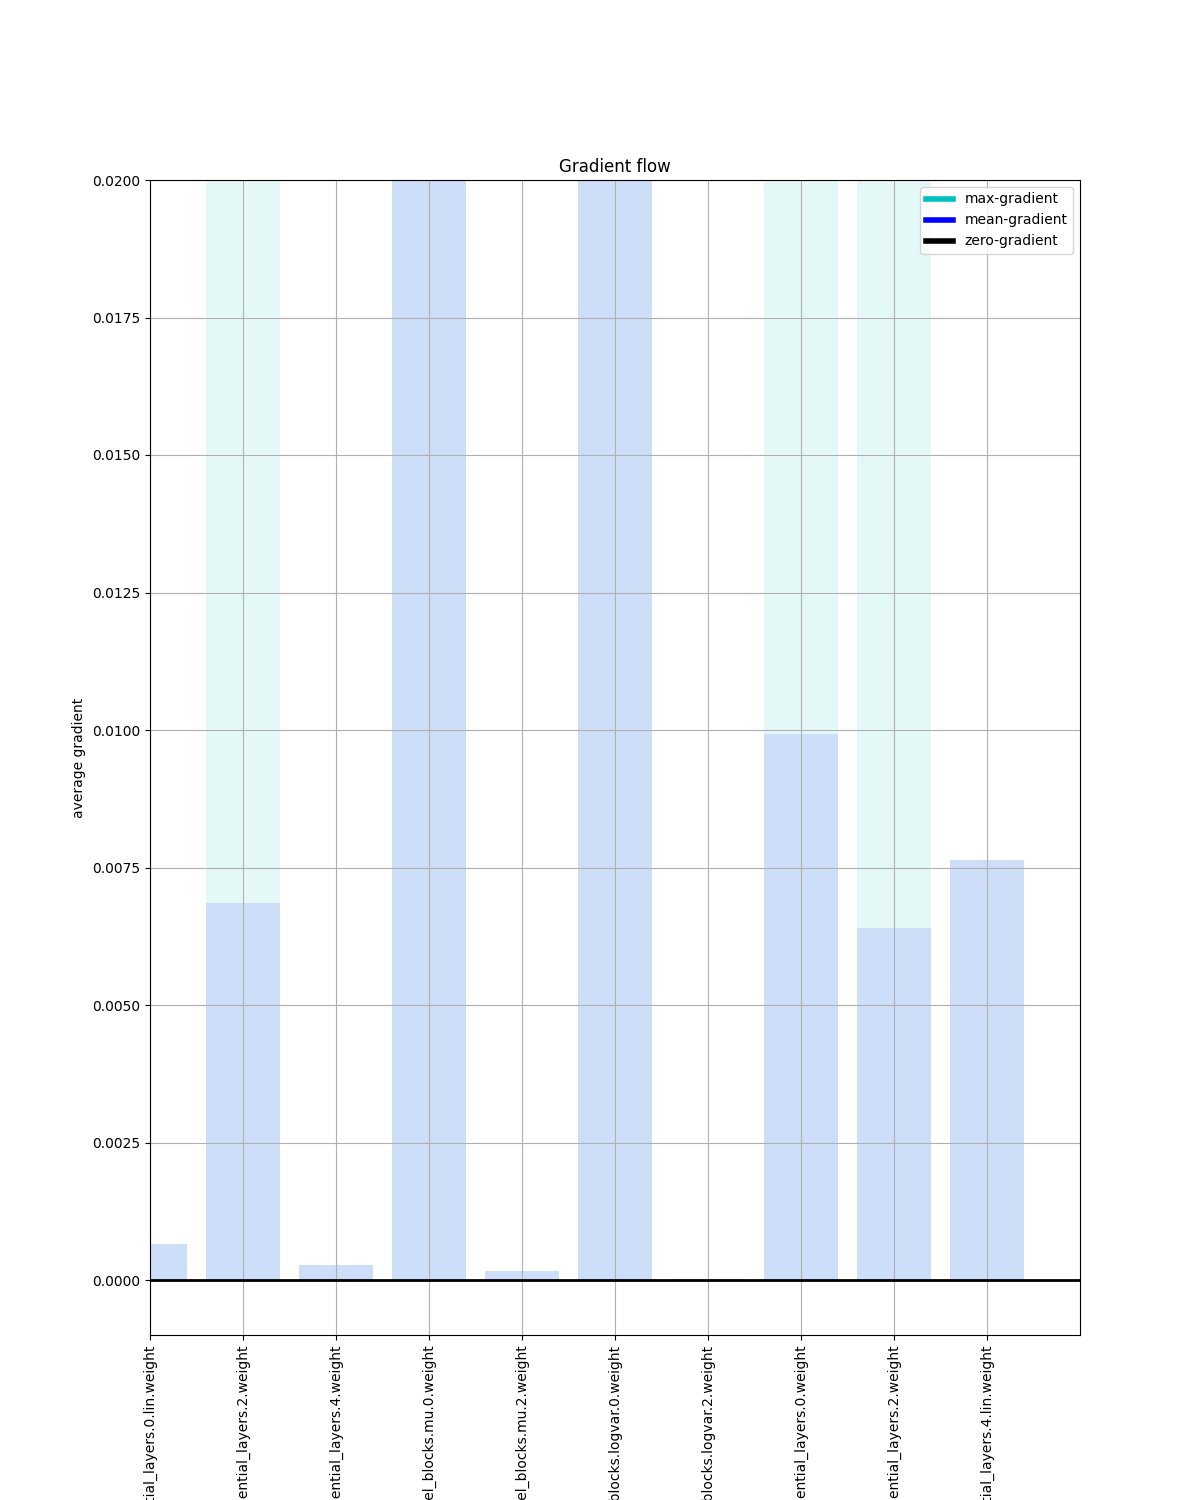 Gradient flow
max-gradient
mean-gradient
zero-gradient
0.0200
0.0175
0.0150
0.0125
0.0100
0.0075
0.0050
0.0025
0.0000
average gradient
tial_layers.0.lin.weight
ential_layers.2.weight
ential_layers.4.weight
el_blocks.mu.0.weight
el_blocks.mu.2.weight
blocks.logvar.0.weight
blocks.logvar.2.weight
ential_layers.0.weight
ential_layers.2.weight
tial_layers.4.lin.weight